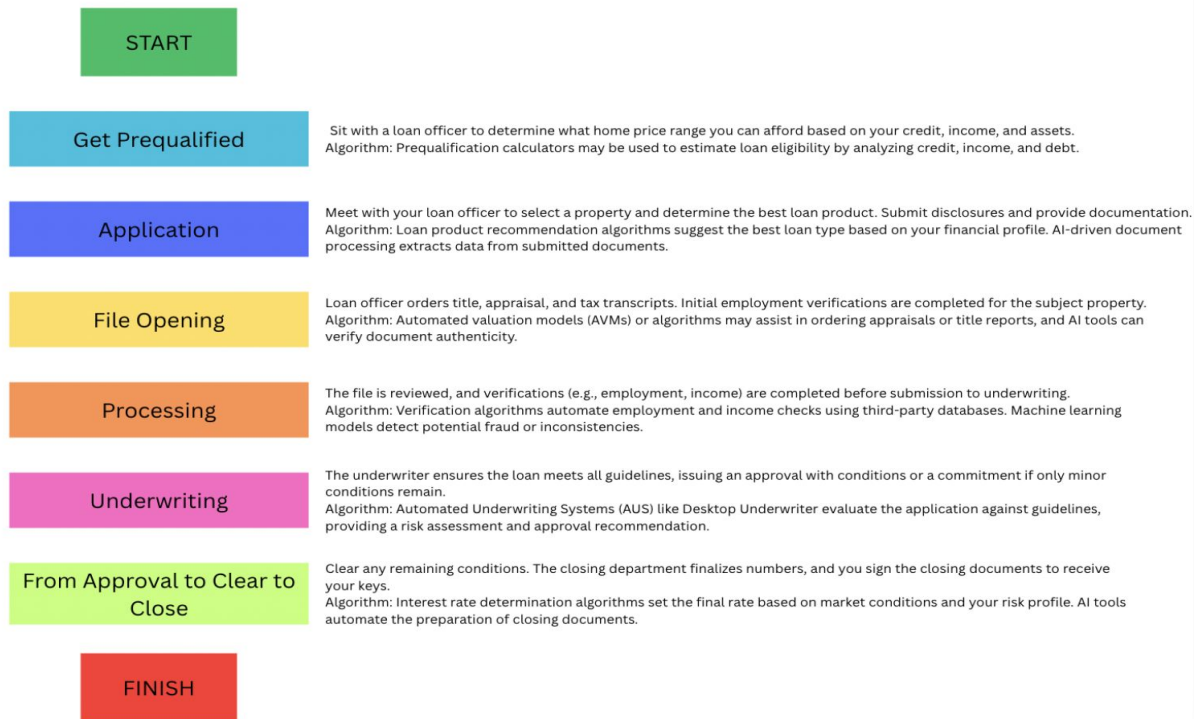 START
Get Prequalified
Sit with a loan officer to determine what home price range you can afford based on your credit, income, and assets.
Algorithm: Prequalification calculators may be used to estimate loan eligibility by analyzing credit, income, and debt.
Application
Meet with your loan officer to select a property and determine the best loan product. Submit disclosures and provide documentation.
Algorithm: Loan product recommendation algorithms suggest the best loan type based on your financial profile. AI-driven document
processing extracts data from submitted documents.
File Opening
Loan officer orders title, appraisal, and tax transcripts. Initial employment verifications are completed for the subject property.
Algorithm: Automated valuation models (AVMs) or algorithms may assist in ordering appraisals or title reports, and AI tools can
verify document authenticity.
Processing
The file is reviewed, and verifications (e.g., employment, income) are completed before submission to underwriting.
Algorithm: Verification algorithms automate employment and income checks using third-party databases. Machine learning
models detect potential fraud or inconsistencies.
Underwriting
The underwriter ensures the loan meets all guidelines, issuing an approval with conditions or a commitment if only minor
conditions remain.
Algorithm: Automated Underwriting Systems (AUS) like Desktop Underwriter evaluate the application against guidelines,
providing a risk assessment and approval recommendation.
From Approval to Clear to
Close
Clear any remaining conditions. The closing department finalizes numbers, and you sign the closing documents to receive
your keys.
Algorithm: Interest rate determination algorithms set the final rate based on market conditions and your risk profile. AI tools
automate the preparation of closing documents.
FINISH